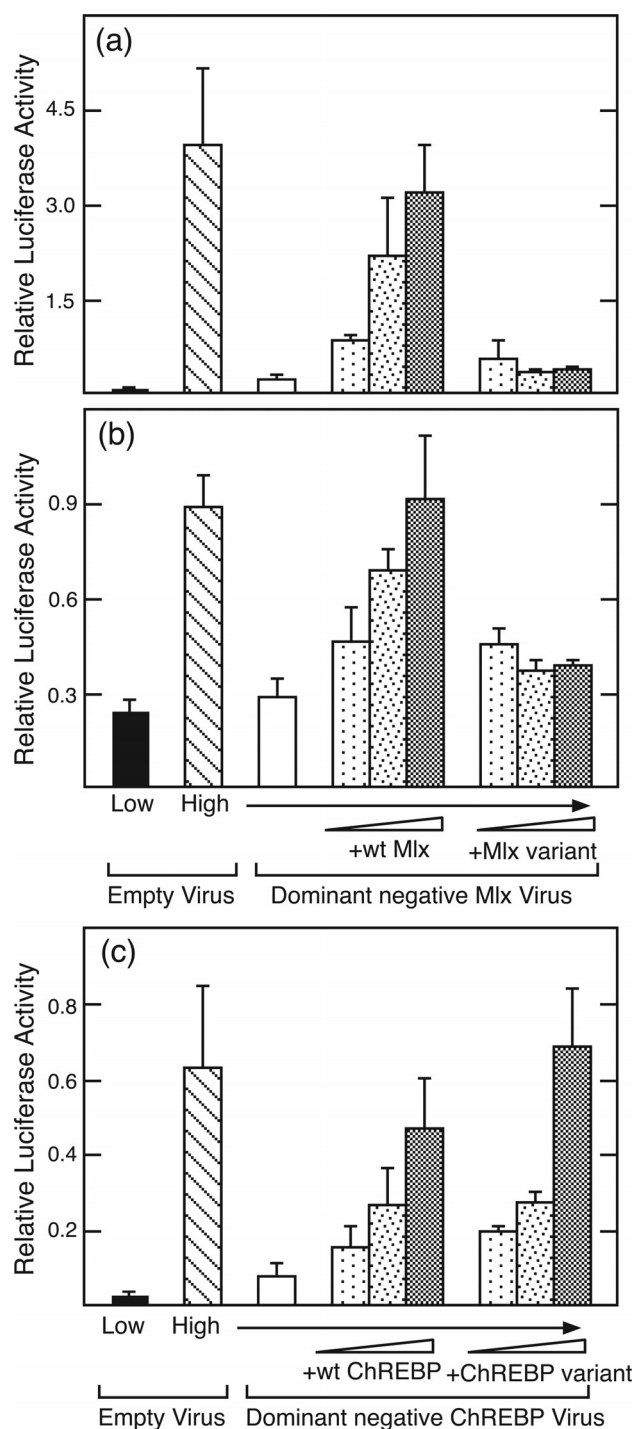 (a)
Relative Luciferase Activity
4.5
3.0
1.5
(b)
Relative Luciferase Activity
0.9
0.6
0.3
Low High
+wt Mlx +Mlx variant
Empty Virus Dominant negative Mlx Virus
(c)
Relative Luciferase Activity
0.8
0.6
0.4
0.2
Low High
+wt ChREBP +ChREBP variant
Empty Virus Dominant negative ChREBP Virus